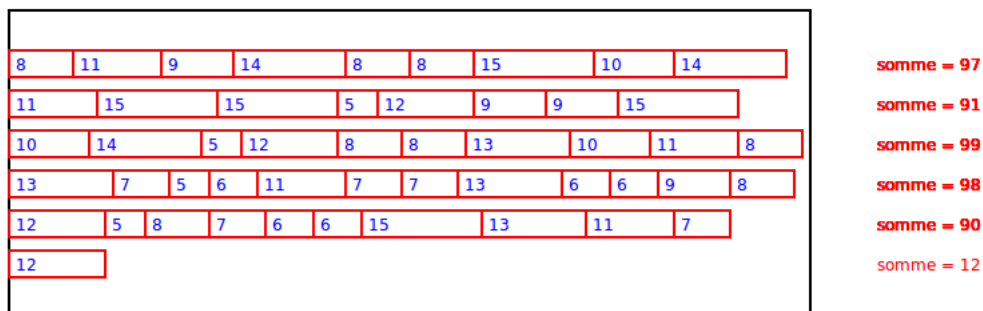 8 11 9 14 8 8 15 10 14 somme = 97
11 15 15 5 12 9 9 15 somme = 91
10 14 5 12 8 8 13 10 11 8 somme = 99
13 7 5 6 11 7 7 13 6 6 9 8 somme = 98
12 5 8 7 6 6 15 13 11 7 somme = 90
12 somme = 12